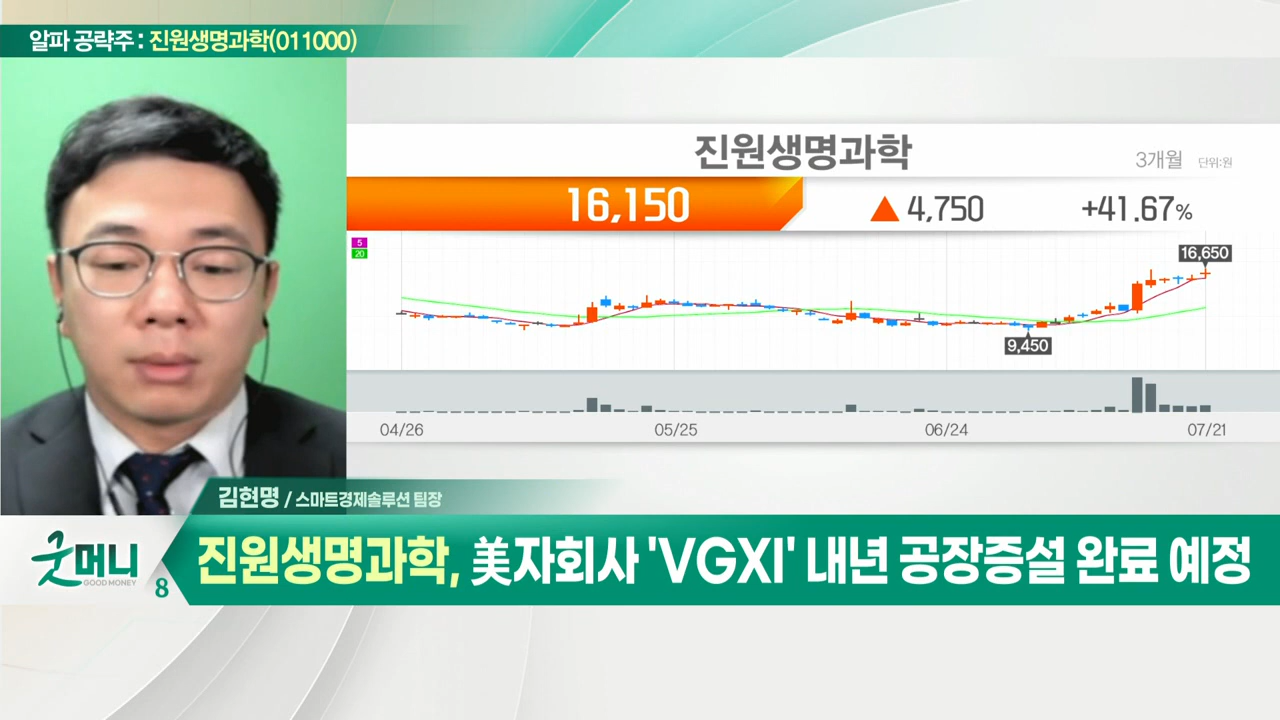 알파 공략주 : 진원생명과학(011000)
진원생명과학
3개월 단위:원
16,150 ▲ 4,750 +41.67%
5
20
16,650
9,450
04/26 05/25 06/24 07/21
김현명 / 스마트경제솔루션 팀장
굿머니
GOOD MONEY
8
진원생명과학, 美자회사 'VGXI' 내년 공장증설 완료 예정